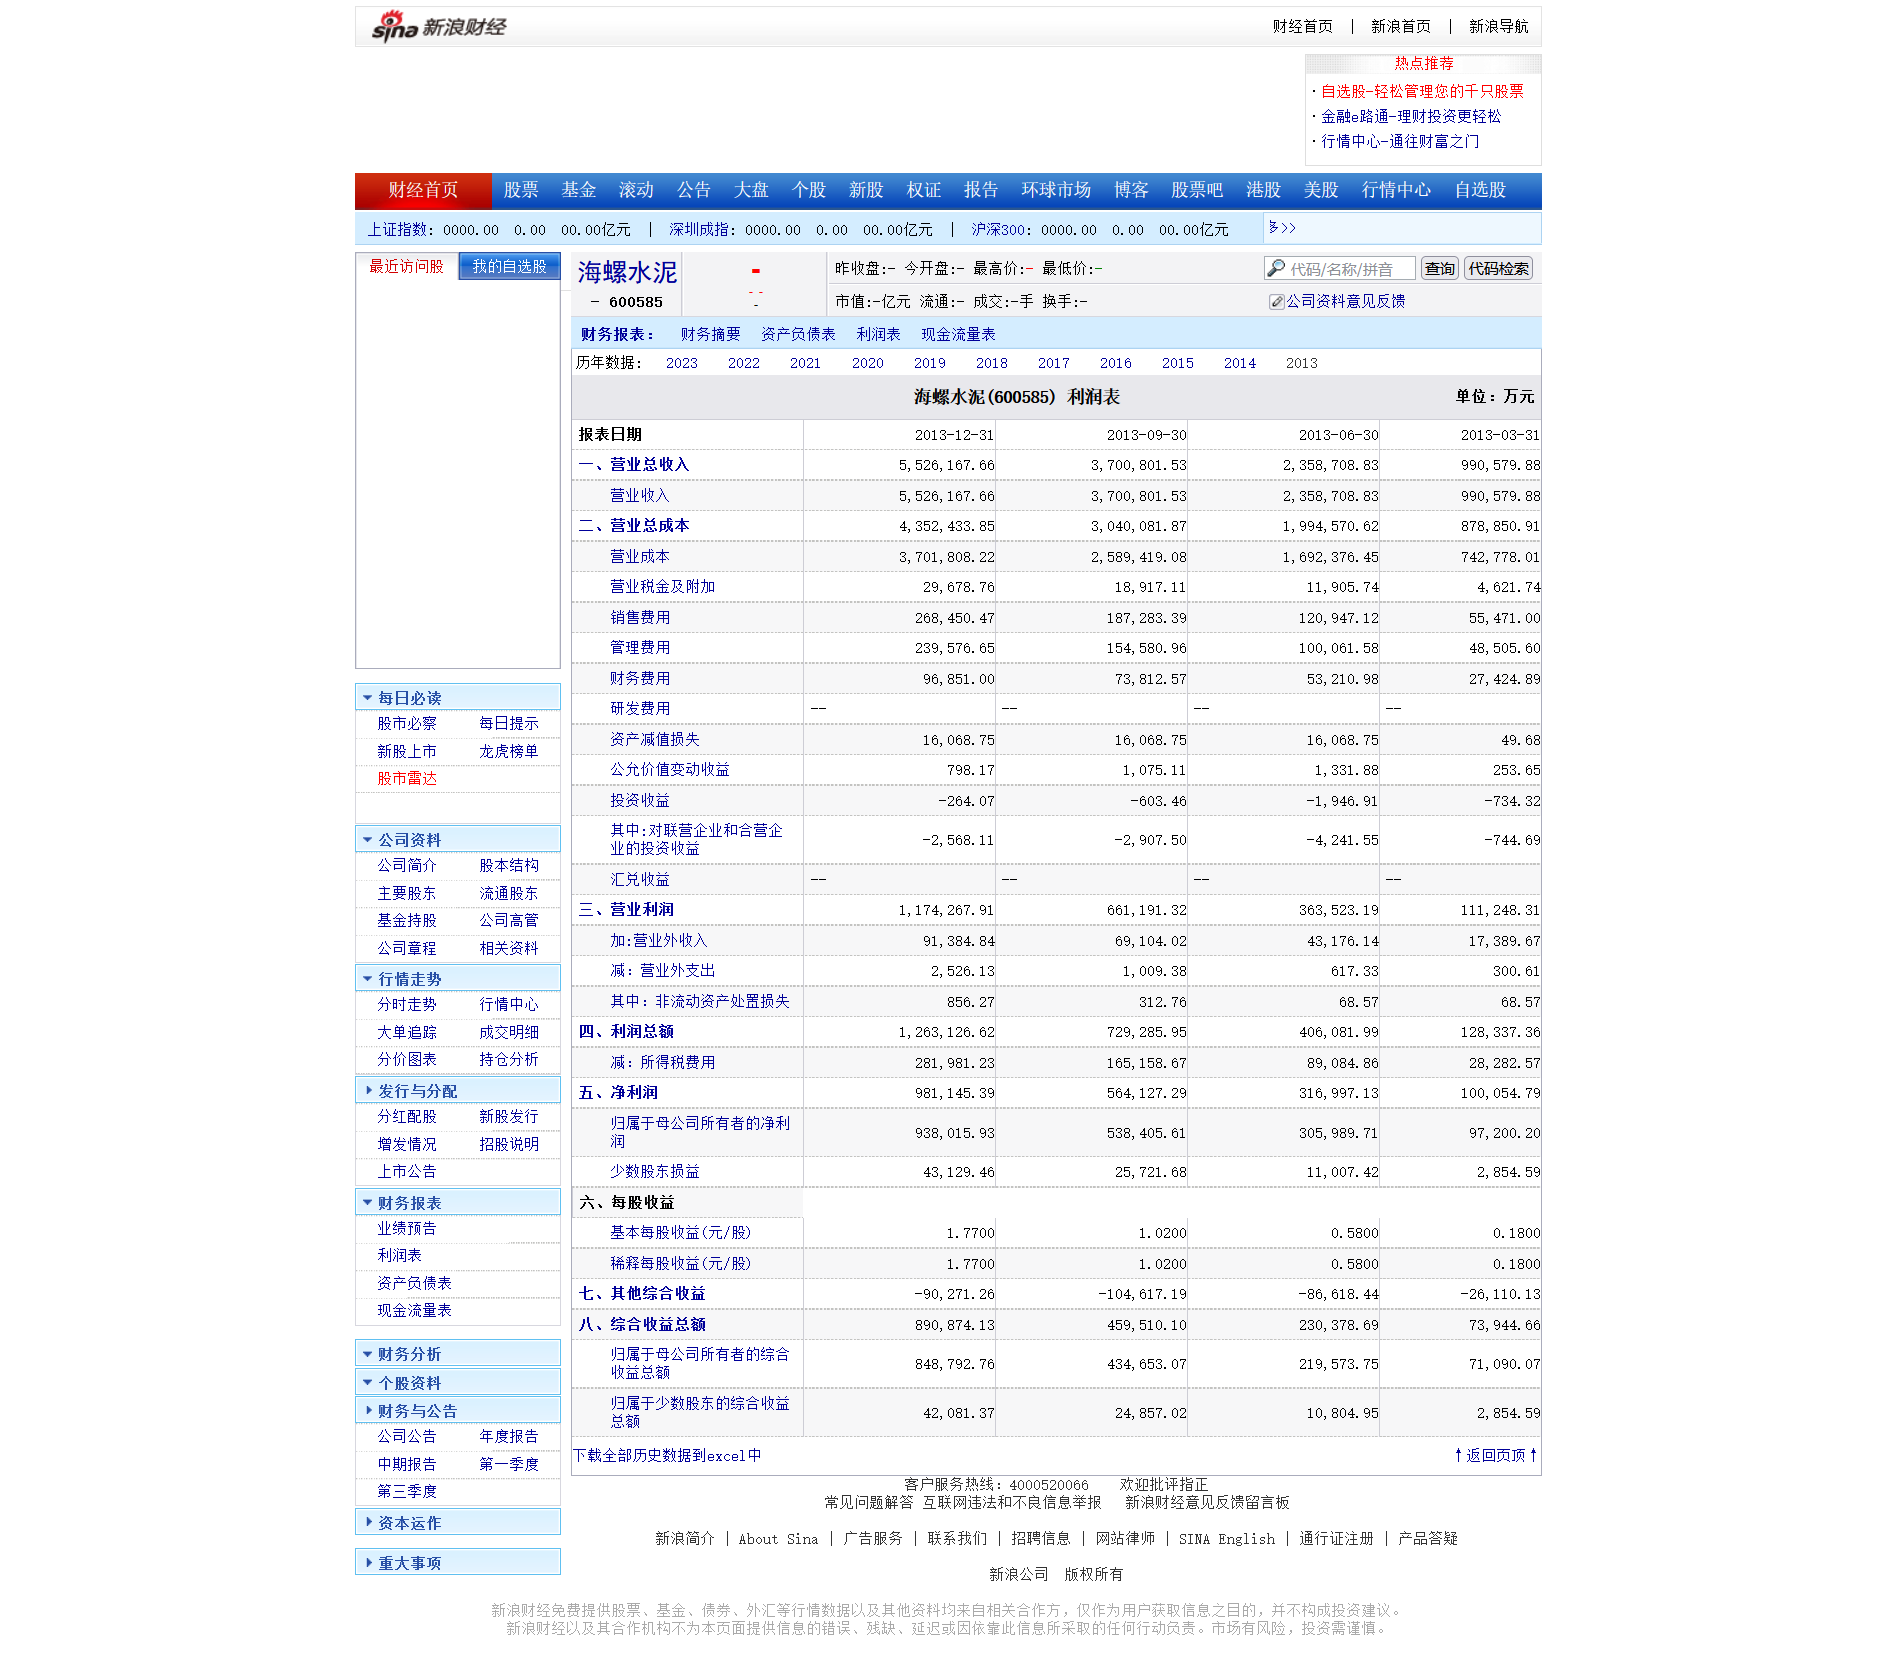 sina 新浪财经
财经首页 | 新浪首页 | 新浪导航
热点推荐
·自选股-轻松管理您的千只股票
·金融e路通-理财投资更轻松
·行情中心-通往财富之门
财经首页 股票 基金 滚动 公告 大盘 个股 新股 权证 报告 环球市场 博客 股票吧 港股 美股 行情中心 自选股
上证指数: 0000.00 0.00 00.00亿元 | 深圳成指: 0000.00 0.00 00.00亿元 | 沪深300: 0000.00 0.00 00.00亿元
>>
最近访问股 我的自选股
每日必读
股市必察 每日提示
新股上市 龙虎榜单
股市雷达
公司资料
公司简介 股本结构
主要股东 流通股东
基金持股 公司高管
公司章程 相关资料
行情走势
分时走势 行情中心
大单追踪 成交明细
分价图表 持仓分析
发行与分配
分红配股 新股发行
增发情况 招股说明
上市公告
财务报表
业绩预告
利润表
资产负债表
现金流量表
财务分析
个股资料
财务与公告
公司公告 年度报告
中期报告 第一季度
第三季度
资本运作
重大事项
海螺水泥
- 600585
-
- -
-
昨收盘:- 今开盘:- 最高价:- 最低价:-
市值:-亿元 流通:- 成交:-手 换手:-
代码/名称/拼音 查询 代码检索
公司资料意见反馈
财务报表: 财务摘要 资产负债表 利润表 现金流量表
历年数据: 2023 2022 2021 2020 2019 2018 2017 2016 2015 2014 2013
海螺水泥(600585) 利润表 单位：万元
报表日期 2013-12-31 2013-09-30 2013-06-30 2013-03-31
一、营业总收入 5,526,167.66 3,700,801.53 2,358,708.83 990,579.88
营业收入 5,526,167.66 3,700,801.53 2,358,708.83 990,579.88
二、营业总成本 4,352,433.85 3,040,081.87 1,994,570.62 878,850.91
营业成本 3,701,808.22 2,589,419.08 1,692,376.45 742,778.01
营业税金及附加 29,678.76 18,917.11 11,905.74 4,621.74
销售费用 268,450.47 187,283.39 120,947.12 55,471.00
管理费用 239,576.65 154,580.96 100,061.58 48,505.60
财务费用 96,851.00 73,812.57 53,210.98 27,424.89
研发费用 -- -- -- --
资产减值损失 16,068.75 16,068.75 16,068.75 49.68
公允价值变动收益 798.17 1,075.11 1,331.88 253.65
投资收益 -264.07 -603.46 -1,946.91 -734.32
其中:对联营企业和合营企
业的投资收益 -2,568.11 -2,907.50 -4,241.55 -744.69
汇兑收益 -- -- -- --
三、营业利润 1,174,267.91 661,191.32 363,523.19 111,248.31
加:营业外收入 91,384.84 69,104.02 43,176.14 17,389.67
减：营业外支出 2,526.13 1,009.38 617.33 300.61
其中：非流动资产处置损失 856.27 312.76 68.57 68.57
四、利润总额 1,263,126.62 729,285.95 406,081.99 128,337.36
减：所得税费用 281,981.23 165,158.67 89,084.86 28,282.57
五、净利润 981,145.39 564,127.29 316,997.13 100,054.79
归属于母公司所有者的净利
润 938,015.93 538,405.61 305,989.71 97,200.20
少数股东损益 43,129.46 25,721.68 11,007.42 2,854.59
六、每股收益
基本每股收益(元/股) 1.7700 1.0200 0.5800 0.1800
稀释每股收益(元/股) 1.7700 1.0200 0.5800 0.1800
七、其他综合收益 -90,271.26 -104,617.19 -86,618.44 -26,110.13
八、综合收益总额 890,874.13 459,510.10 230,378.69 73,944.66
归属于母公司所有者的综合
收益总额 848,792.76 434,653.07 219,573.75 71,090.07
归属于少数股东的综合收益
总额 42,081.37 24,857.02 10,804.95 2,854.59
下载全部历史数据到excel中 ↑返回页顶↑
客户服务热线：4000520066 欢迎批评指正
常见问题解答 互联网违法和不良信息举报 新浪财经意见反馈留言板
新浪简介 | About Sina | 广告服务 | 联系我们 | 招聘信息 | 网站律师 | SINA English | 通行证注册 | 产品答疑
新浪公司 版权所有
新浪财经免费提供股票、基金、债券、外汇等行情数据以及其他资料均来自相关合作方，仅作为用户获取信息之目的，并不构成投资建议。
新浪财经以及其合作机构不为本页面提供信息的错误、残缺、延迟或因依靠此信息所采取的任何行动负责。市场有风险，投资需谨慎。